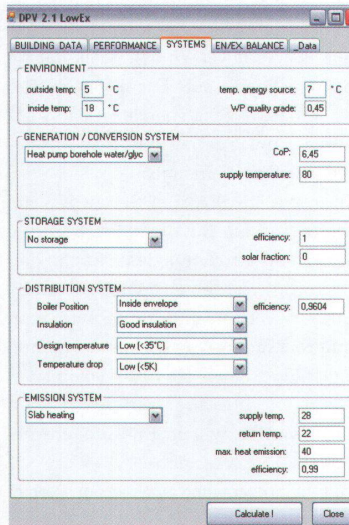 DPV 2.1 LowEx
BUILDING DATA PERFORMANCE SYSTEMS EN/EX. BALANCE _Data
ENVIRONMENT
outside temp: 5 °C temp. anergy source: 7 °C
inside temp: 18 °C WP quality grade: 0,45
GENERATION / CONVERSION SYSTEM
Heat pump borehole water/glyc CoP: 6,45
supply temperature: 80
STORAGE SYSTEM
No storage efficiency: 1
solar fraction: 0
DISTRIBUTION SYSTEM
Boiler Position Inside envelope efficiency: 0,9604
Insulation Good insulation
Design temperature Low (<35°C)
Temperature drop Low (<5K)
EMISSION SYSTEM
Slab heating supply temp. 28
return temp. 22
max. heat emission: 40
efficiency: 0,99
Calculate ! Close